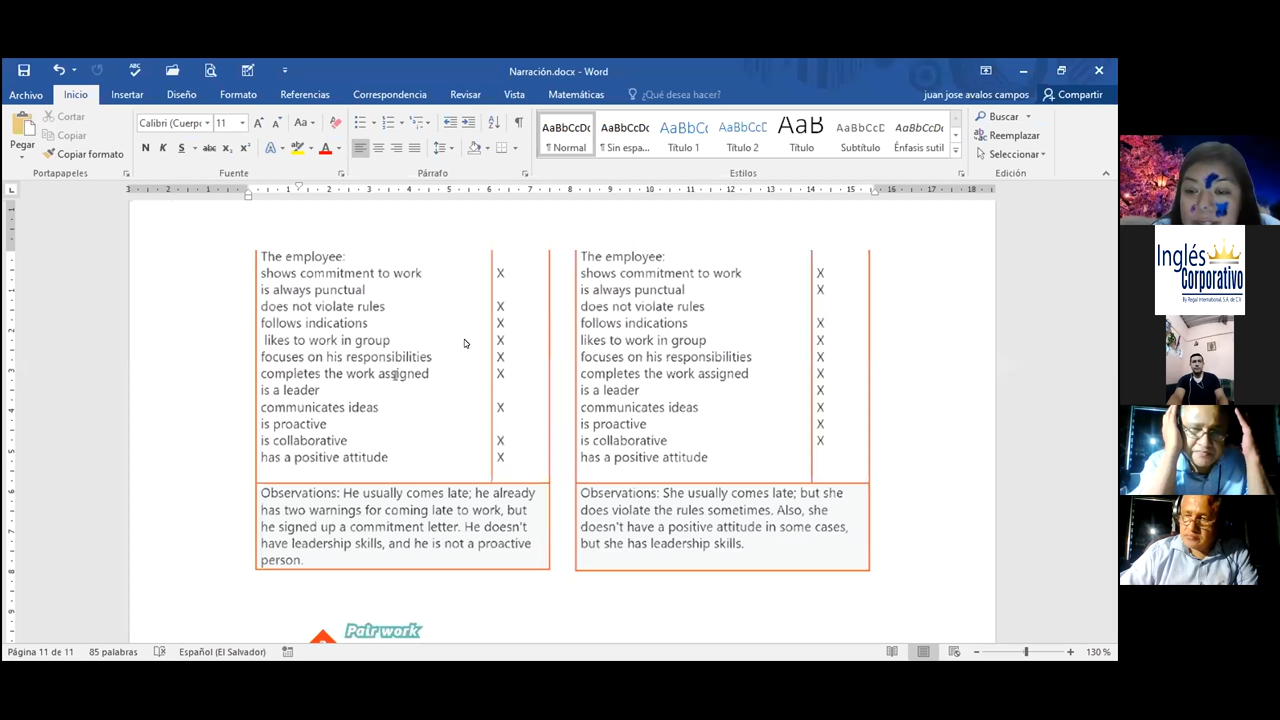 Narración.docx - Word
Archivo Inicio Insertar Diseño Formato Referencias Correspondencia Revisar Vista Matemáticas ¿Qué desea hacer? juan jose avalos campos Compartir
Pegar
Cortar
Copiar
Copiar formato
Portapapeles
Calibri (Cuerpo 11
Fuente
Párrafo
AaBbCcDc AaBbCcDc AaBbCc AaBbCcC AaB AaBbCcD AaBbCcDc
¶ Normal ¶ Sin espa... Título 1 Título 2 Título Subtítulo Énfasis sutil
Estilos
Buscar
Reemplazar
Seleccionar
Edición
The employee:
shows commitment to work X
is always punctual
does not violate rules X
follows indications X
likes to work in group X
focuses on his responsibilities X
completes the work assigned X
is a leader
communicates ideas X
is proactive
is collaborative X
has a positive attitude X
Observations: He usually comes late; he already
has two warnings for coming late to work, but
he signed up a commitment letter. He doesn't
have leadership skills, and he is not a proactive
person.
The employee:
shows commitment to work X
is always punctual X
does not violate rules
follows indications X
likes to work in group X
focuses on his responsibilities X
completes the work assigned X
is a leader X
communicates ideas X
is proactive X
is collaborative X
has a positive attitude
Observations: She usually comes late; but she
does violate the rules sometimes. Also, she
doesn't have a positive attitude in some cases,
but she has leadership skills.
Pair work
Página 11 de 11 85 palabras Español (El Salvador) 130 %
Inglés
Corporativo
By Regal International, S.A. de C.V.